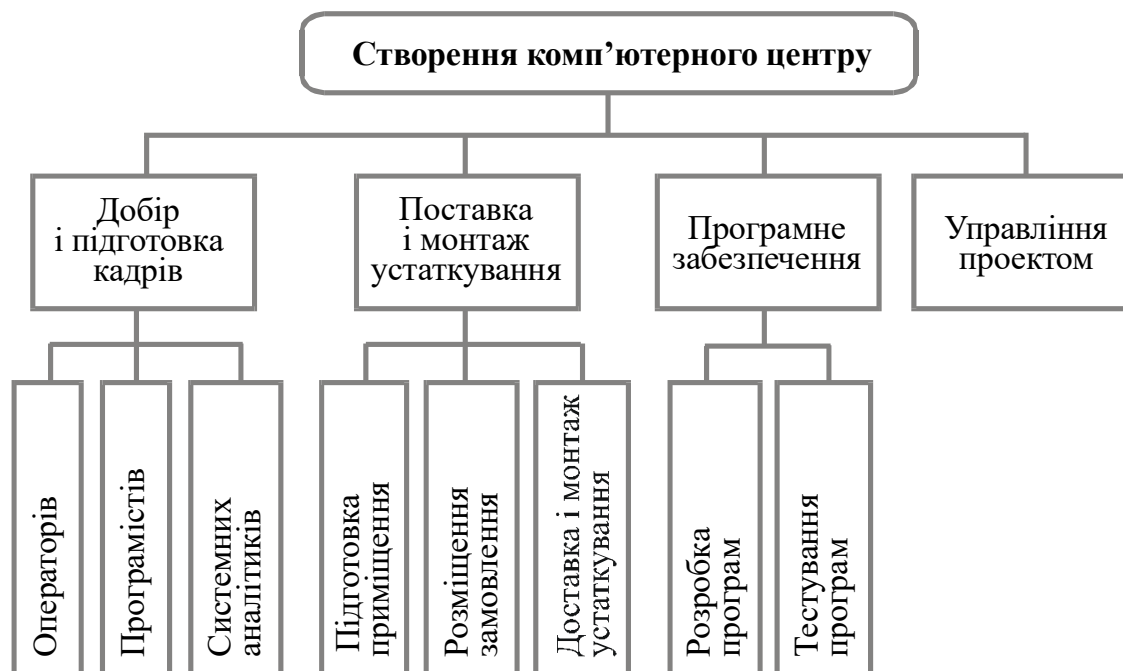 Створення комп’ютерного центру
Добір
і підготовка
кадрів
Поставка
і монтаж
устаткування
Програмне
забезпечення
Управління
проектом
Операторів
Програмістів
Системних
аналітиків
Підготовка
приміщення
Розміщення
замовлення
Доставка і монтаж
устаткування
Розробка
програм
Тестування
програм